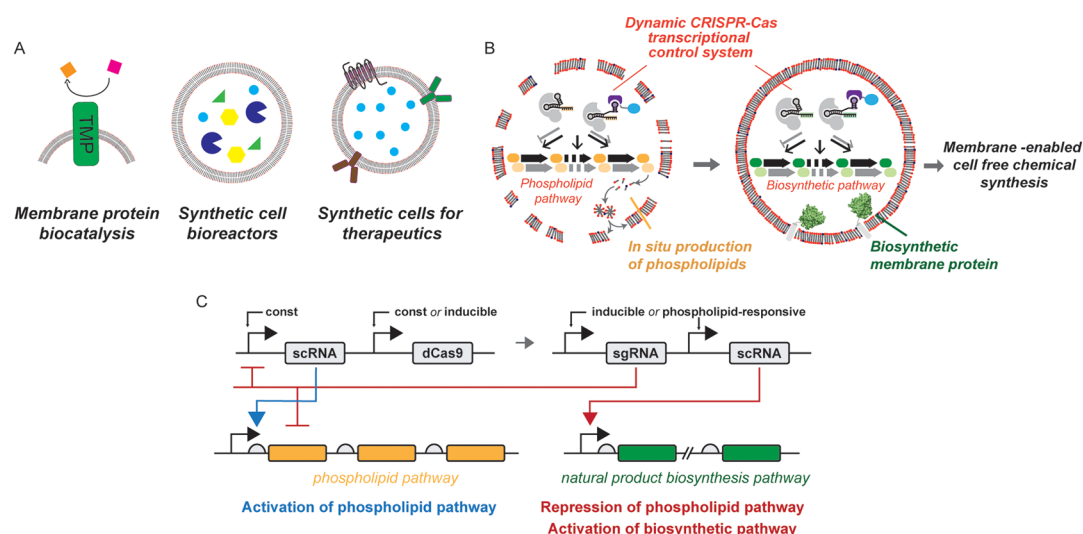 A
TMP
Membrane protein
biocatalysis
Synthetic cell
bioreactors
Synthetic cells for
therapeutics
B
Dynamic CRISPR-Cas
transcriptional
control system
Phospholipid
pathway
In situ production
of phospholipids
Biosynthetic pathway
Biosynthetic
membrane protein
Membrane -enabled
cell free chemical
synthesis
C
const
const or inducible
inducible or phospholipid-responsive
scRNA
dCas9
sgRNA
scRNA
phospholipid pathway
natural product biosynthesis pathway
Activation of phospholipid pathway
Repression of phospholipid pathway
Activation of biosynthetic pathway